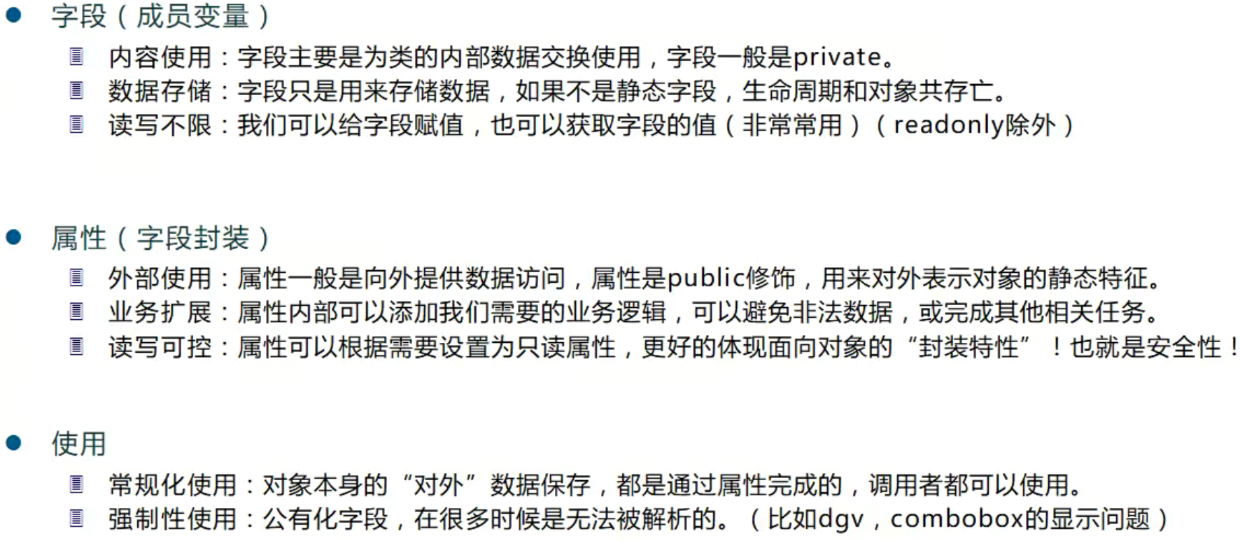 字段（成员变量）
内容使用：字段主要是为类的内部数据交换使用，字段一般是private。
数据存储：字段只是用来存储数据，如果不是静态字段，生命周期和对象共存亡。
读写不限：我们可以给字段赋值，也可以获取字段的值（非常常用）（readonly除外）
属性（字段封装）
外部使用：属性一般是向外提供数据访问，属性是public修饰，用来对外表示对象的静态特征。
业务扩展：属性内部可以添加我们需要的业务逻辑，可以避免非法数据，或完成其他相关任务。
读写可控：属性可以根据需要设置为只读属性，更好的体现面向对象的“封装特性”！也就是安全性！
使用
常规化使用：对象本身的“对外”数据保存，都是通过属性完成的，调用者都可以使用。
强制性使用：公有化字段，在很多时候是无法被解析的。（比如dgv，combobox的显示问题）